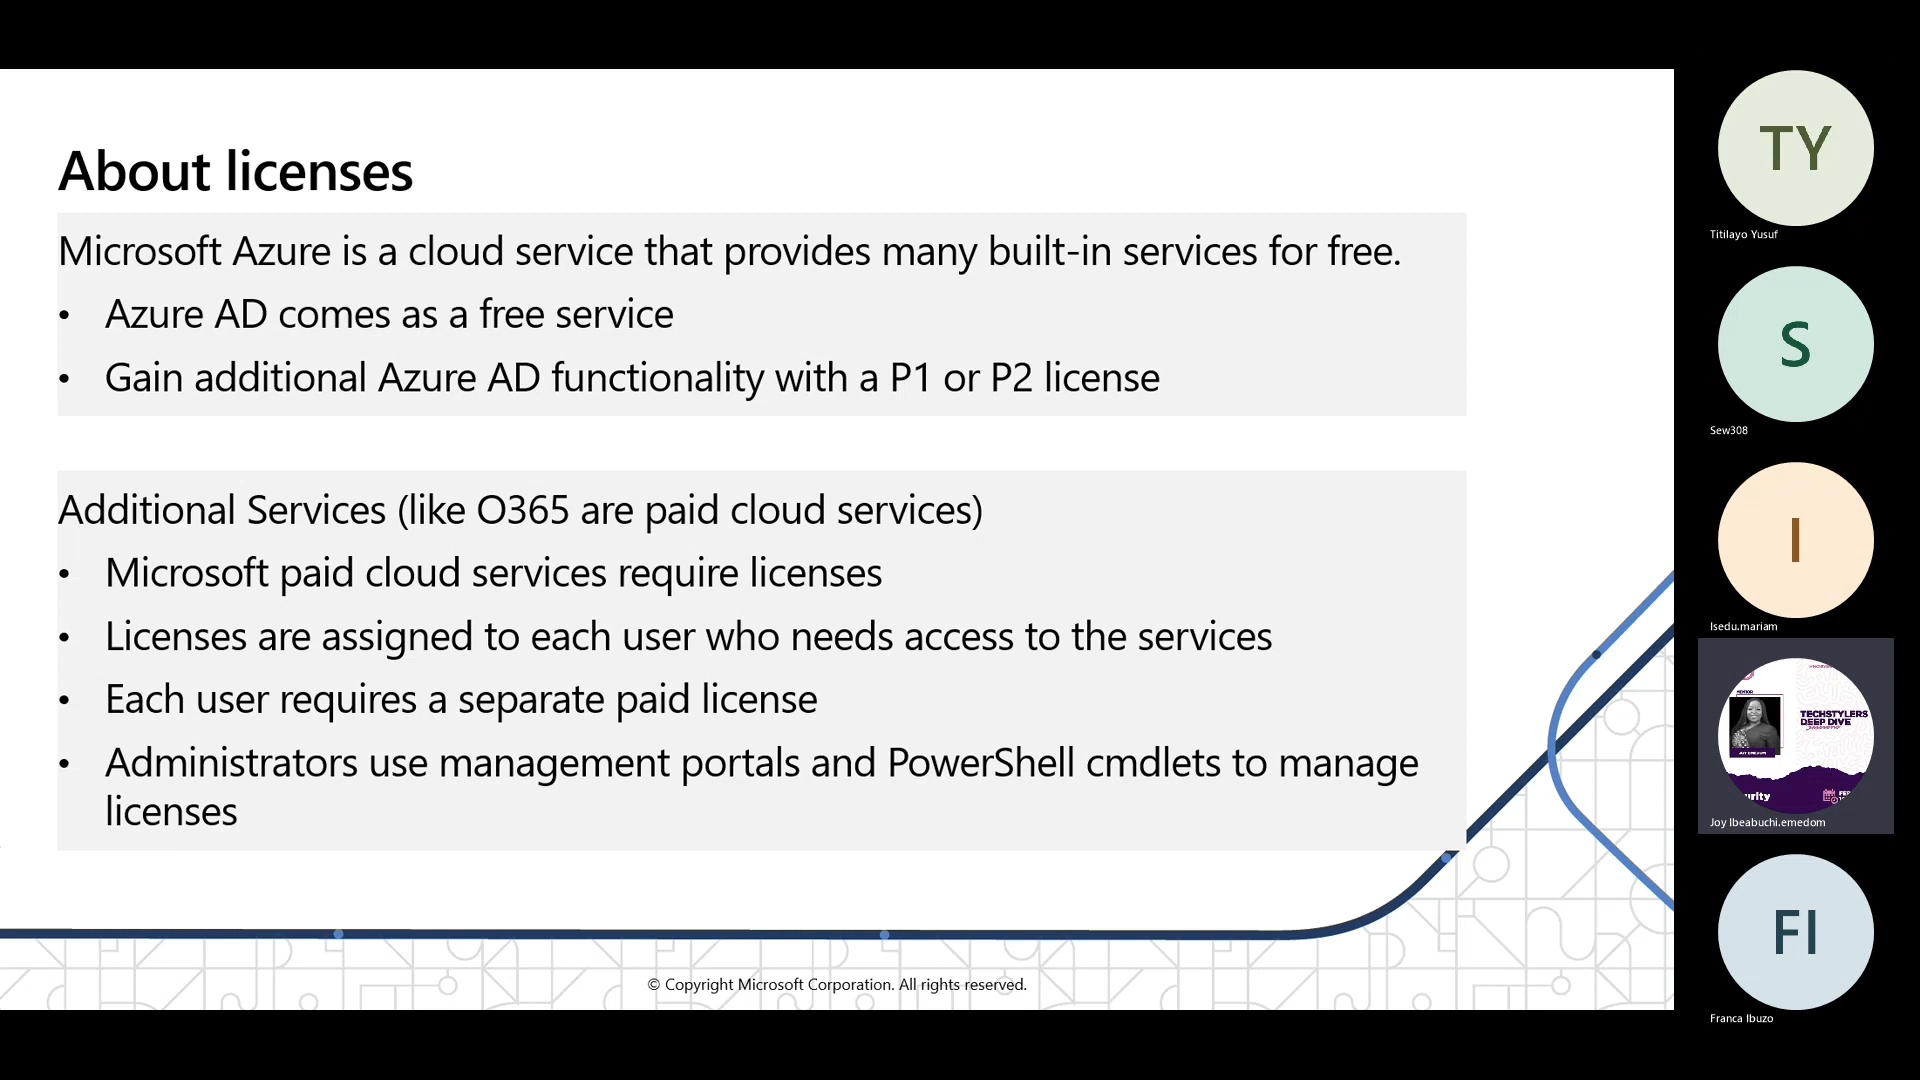 About licenses
Microsoft Azure is a cloud service that provides many built-in services for free.
• Azure AD comes as a free service
• Gain additional Azure AD functionality with a P1 or P2 license
Additional Services (like O365 are paid cloud services)
• Microsoft paid cloud services require licenses
• Licenses are assigned to each user who needs access to the services
• Each user requires a separate paid license
• Administrators use management portals and PowerShell cmdlets to manage
licenses
© Copyright Microsoft Corporation. All rights reserved.
TY
Titilayo Yusuf
S
Sew308
I
Isedu.mariam
MENTOR
TECHSTYLERS
DEEP DIVE
urity
FEB
Joy Ibeabuchi.emedom
FI
Franca Ibuzo